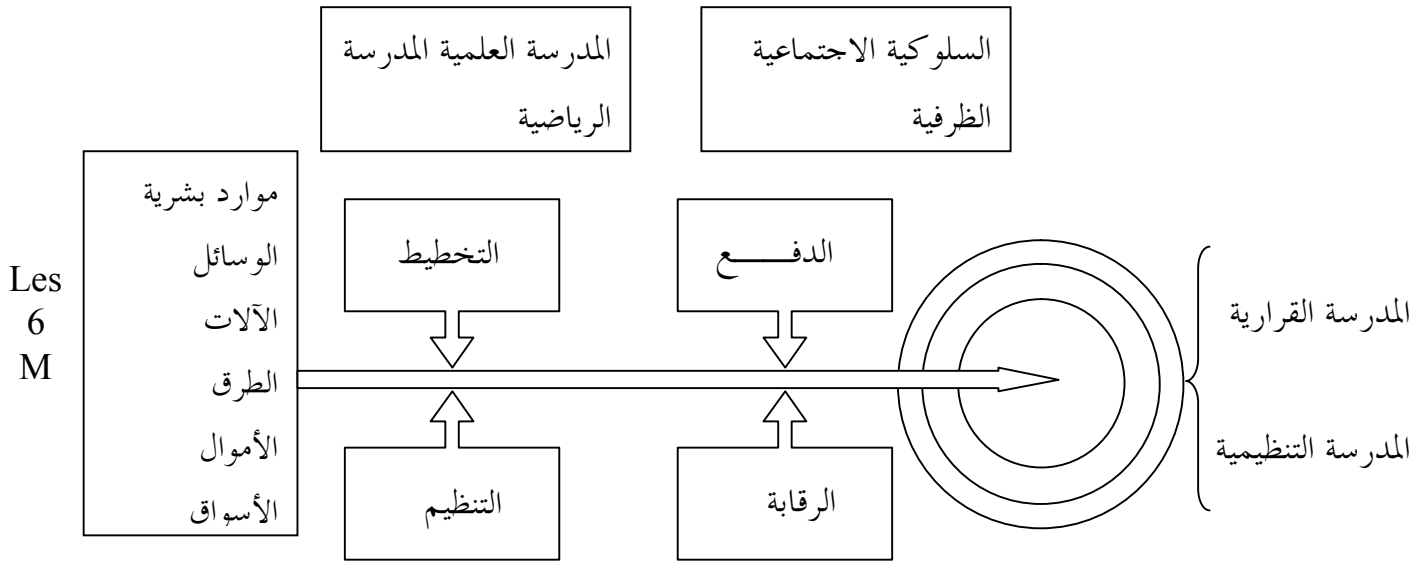 السلوكية الاجتماعية
الظرفية
المدرسة العلمية المدرسة
الرياضية
Les
6
M
موارد بشرية
الوسائل
الآلات
الطرق
الأموال
الأسواق
التخطيط
الدفـــــع
التنظيم
الرقابة
المدرسة القرارية
المدرسة التنظيمية